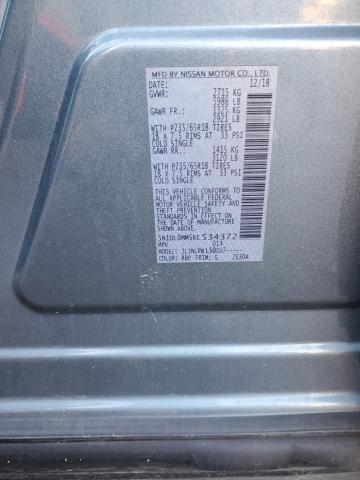 MFD BY NISSAN MOTOR CO., LTD.
DATE: 12/18
GVWR: 2715 KG
5986 LB
GAWR FR.: 1325 KG
2921 LB
WITH P235/65R18 TIRES
18 x 7.5 RIMS AT 33 PSI
COLD SINGLE
GAWR RR.: 1415 KG
3120 LB
WITH P235/65R18 TIRES
18 x 7.5 RIMS AT 33 PSI
COLD SINGLE
THIS VEHICLE CONFORMS TO
ALL APPLICABLE FEDERAL
MOTOR VEHICLE SAFETY
STANDARDS IN EFFECT ON
THE DATE OF MANUFACTURE
SHOWN ABOVE
534372
MPV
MODEL:
COLOR: RBP TRIM: G